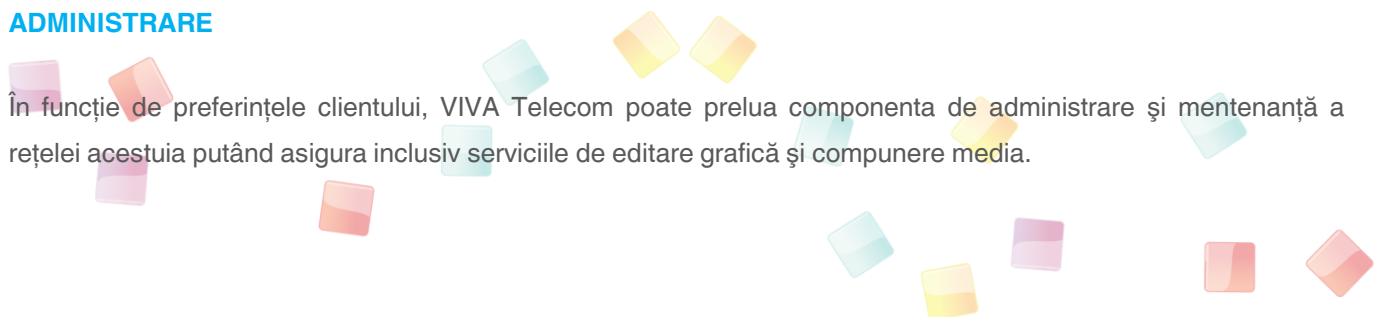 ADMINISTRARE
În funcție de preferințele clientului, VIVA Telecom poate prelua componenta de administrare şi mentenanță a
rețelei acestuia putând asigura inclusiv serviciile de editare grafică şi compunere media.